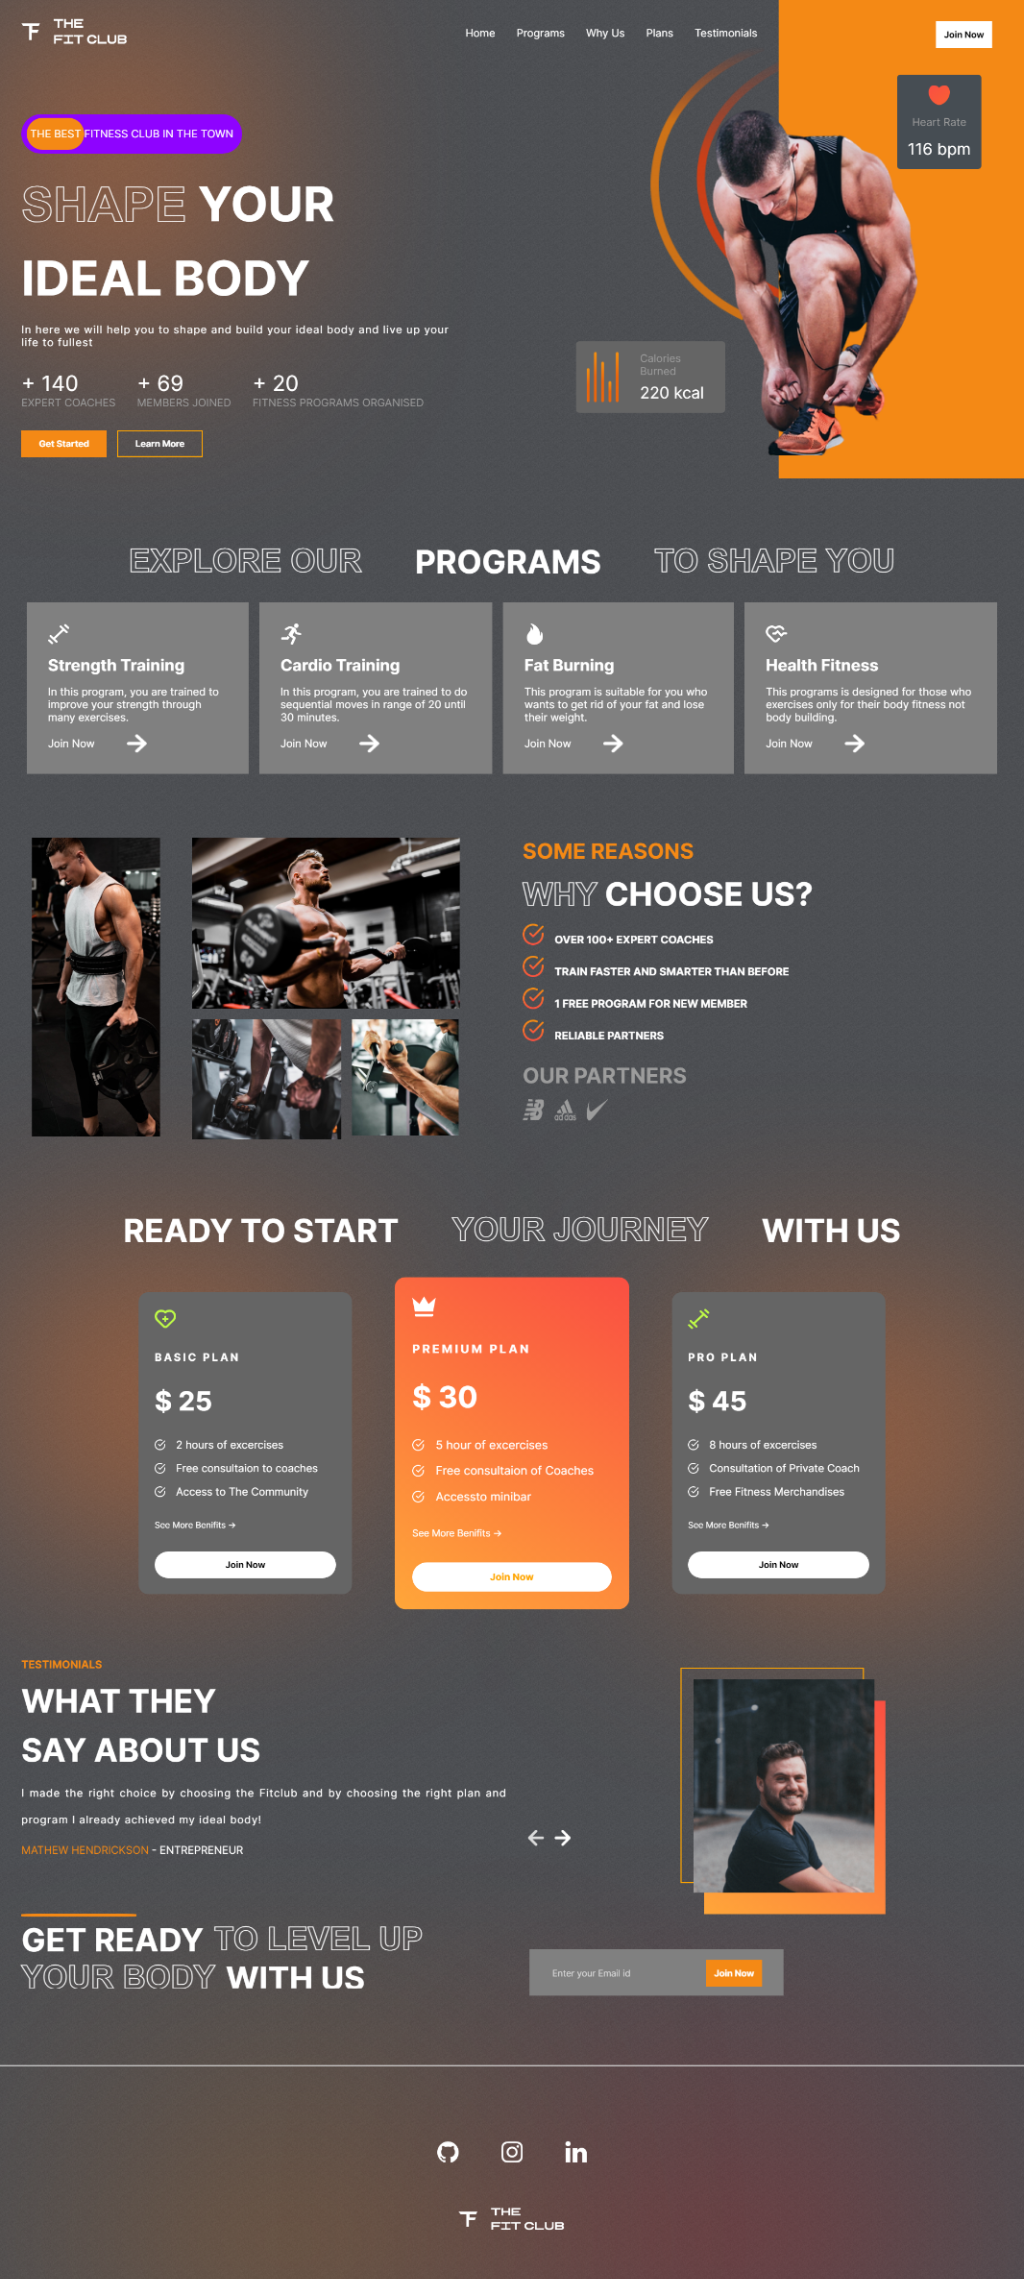 THE
FIT CLUB
Home Programs Why Us Plans Testimonials
Join Now
Heart Rate
116 bpm
THE BEST FITNESS CLUB IN THE TOWN
SHAPE YOUR
IDEAL BODY
In here we will help you to shape and build your ideal body and live up your
life to fullest
+ 140
EXPERT COACHES
+ 69
MEMBERS JOINED
+ 20
FITNESS PROGRAMS ORGANISED
Calories
Burned
220 kcal
Get Started
Learn More
EXPLORE OUR PROGRAMS TO SHAPE YOU
Strength Training
In this program, you are trained to
improve your strength through
many exercises.
Join Now
Cardio Training
In this program, you are trained to do
sequential moves in range of 20 until
30 minutes.
Join Now
Fat Burning
This program is suitable for you who
wants to get rid of your fat and lose
their weight.
Join Now
Health Fitness
This programs is designed for those who
exercises only for their body fitness not
body building.
Join Now
SOME REASONS
WHY CHOOSE US?
OVER 100+ EXPERT COACHES
TRAIN FASTER AND SMARTER THAN BEFORE
1 FREE PROGRAM FOR NEW MEMBER
RELIABLE PARTNERS
OUR PARTNERS
adidas
READY TO START YOUR JOURNEY WITH US
BASIC PLAN
$ 25
2 hours of excercises
Free consultaion to coaches
Access to The Community
See More Benifits →
Join Now
PREMIUM PLAN
$ 30
5 hour of excercises
Free consultaion of Coaches
Accessto minibar
See More Benifits →
Join Now
PRO PLAN
$ 45
8 hours of excercises
Consultation of Private Coach
Free Fitness Merchandises
See More Benifits →
Join Now
TESTIMONIALS
WHAT THEY
SAY ABOUT US
I made the right choice by choosing the Fitclub and by choosing the right plan and
program I already achieved my ideal body!
MATHEW HENDRICKSON - ENTREPRENEUR
GET READY TO LEVEL UP
YOUR BODY WITH US
Enter your Email id
Join Now
in
THE
FIT CLUB